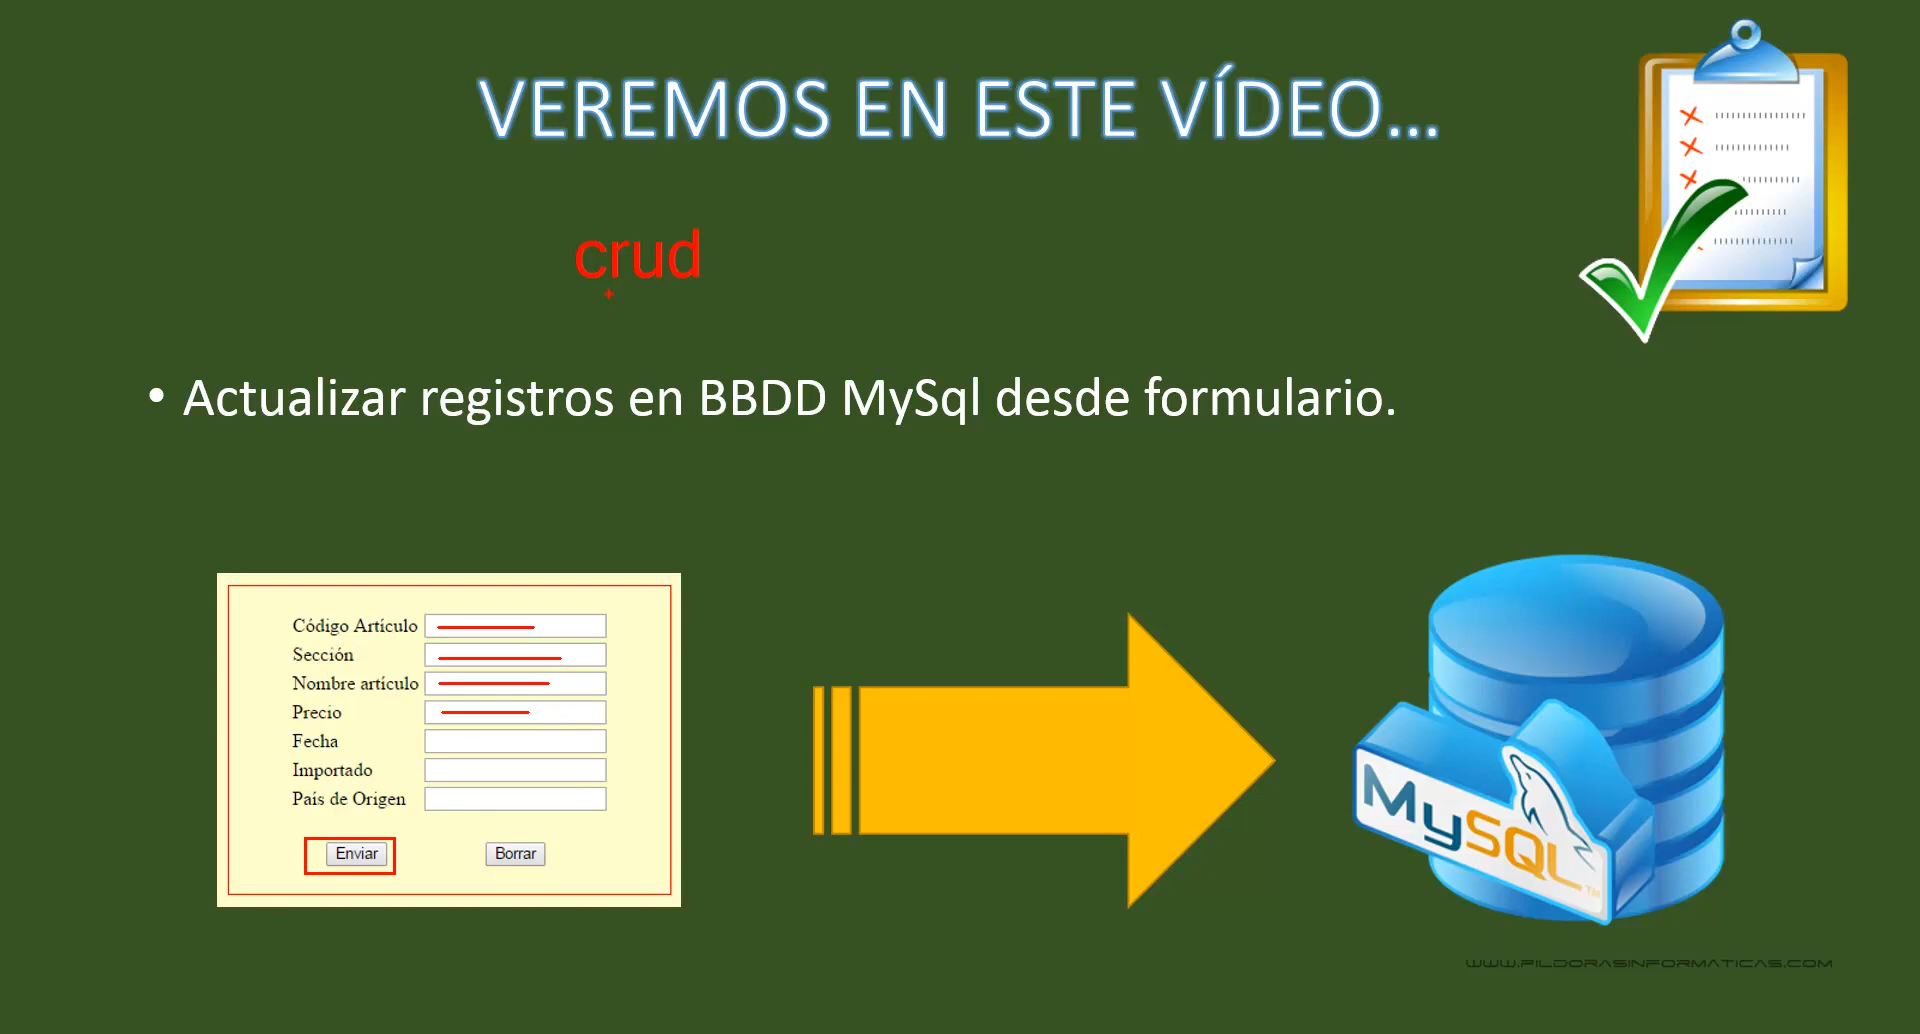 VEREMOS EN ESTE VÍDEO...
crud
• Actualizar registros en BBDD MySql desde formulario.
Código Artículo
Sección
Nombre artículo
Precio
Fecha
Importado
País de Origen
Enviar Borrar
MySQL™
WWW.PILDORASINFORMATICAS.COM